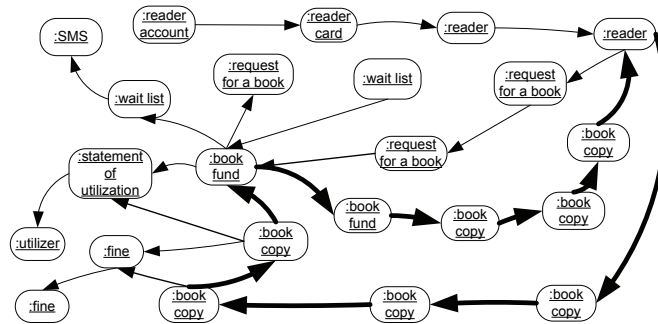 :reader
account
:reader
card
:reader
:reader
:SMS
:request
for a book
:wait list
:request
for a book
:wait list
:book
copy
:request
for a book
:statement
of
utilization
:book
fund
:book
fund
:book
copy
:book
copy
:utilizer
:fine
:book
copy
:fine
:book
copy
:book
copy
:book
copy